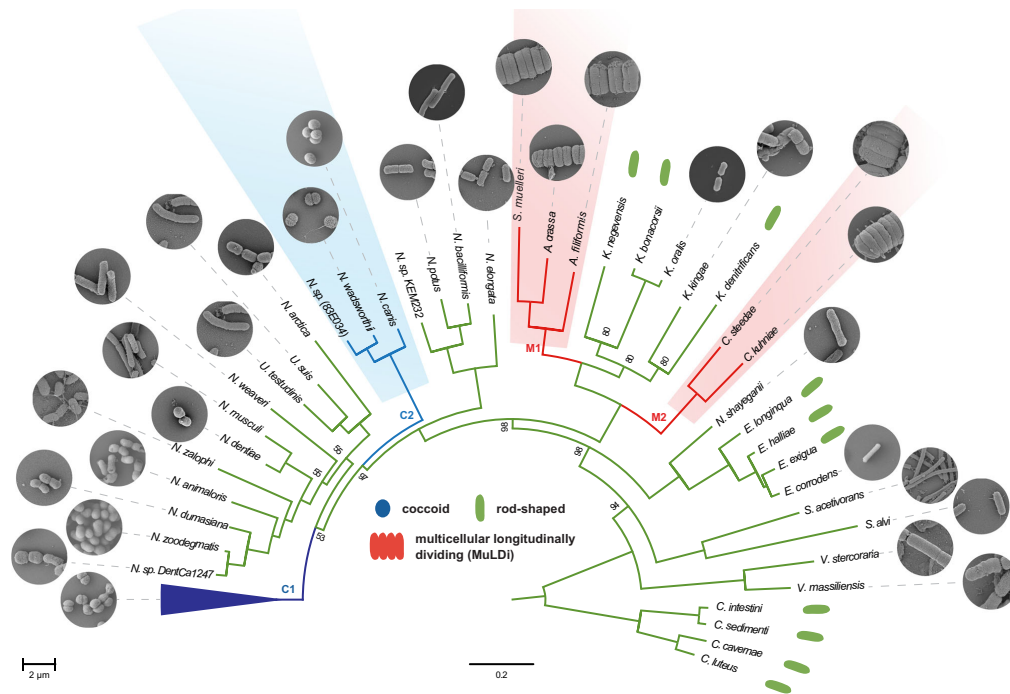 S. muelleri
A. crassa
A. filiformis
M1
K. negevensis
K. bonacorsii
K. oralis
K. kingae
K. denitrificans
80
80
80
C. steedae
C. kuhniae
M2
N. shayeganii
E. longinqua
E. halliae
E. exigua
E. corrodens
S. acetivorans
S. alvi
V. stercoraria
V. massiliensis
C. intestini
C. sedimenti
C. cavernae
C. luteus
N. elongata
N. bacilliformis
N. potus
N. sp. KEM232
N. canis
N. wadsworthii
N. sp. (83E034)
C2
N. arctica
U. suis
U. testudinis
N. weaveri
N. musculi
N. dentiae
N. zalophi
N. animaloris
N. dumasiana
N. zoodegmatis
N. sp. DentCa1247
C1
55
55
97
53
98
98
94
coccoid
rod-shaped
multicellular longitudinally
dividing (MuLDi)
2 µm
0.2